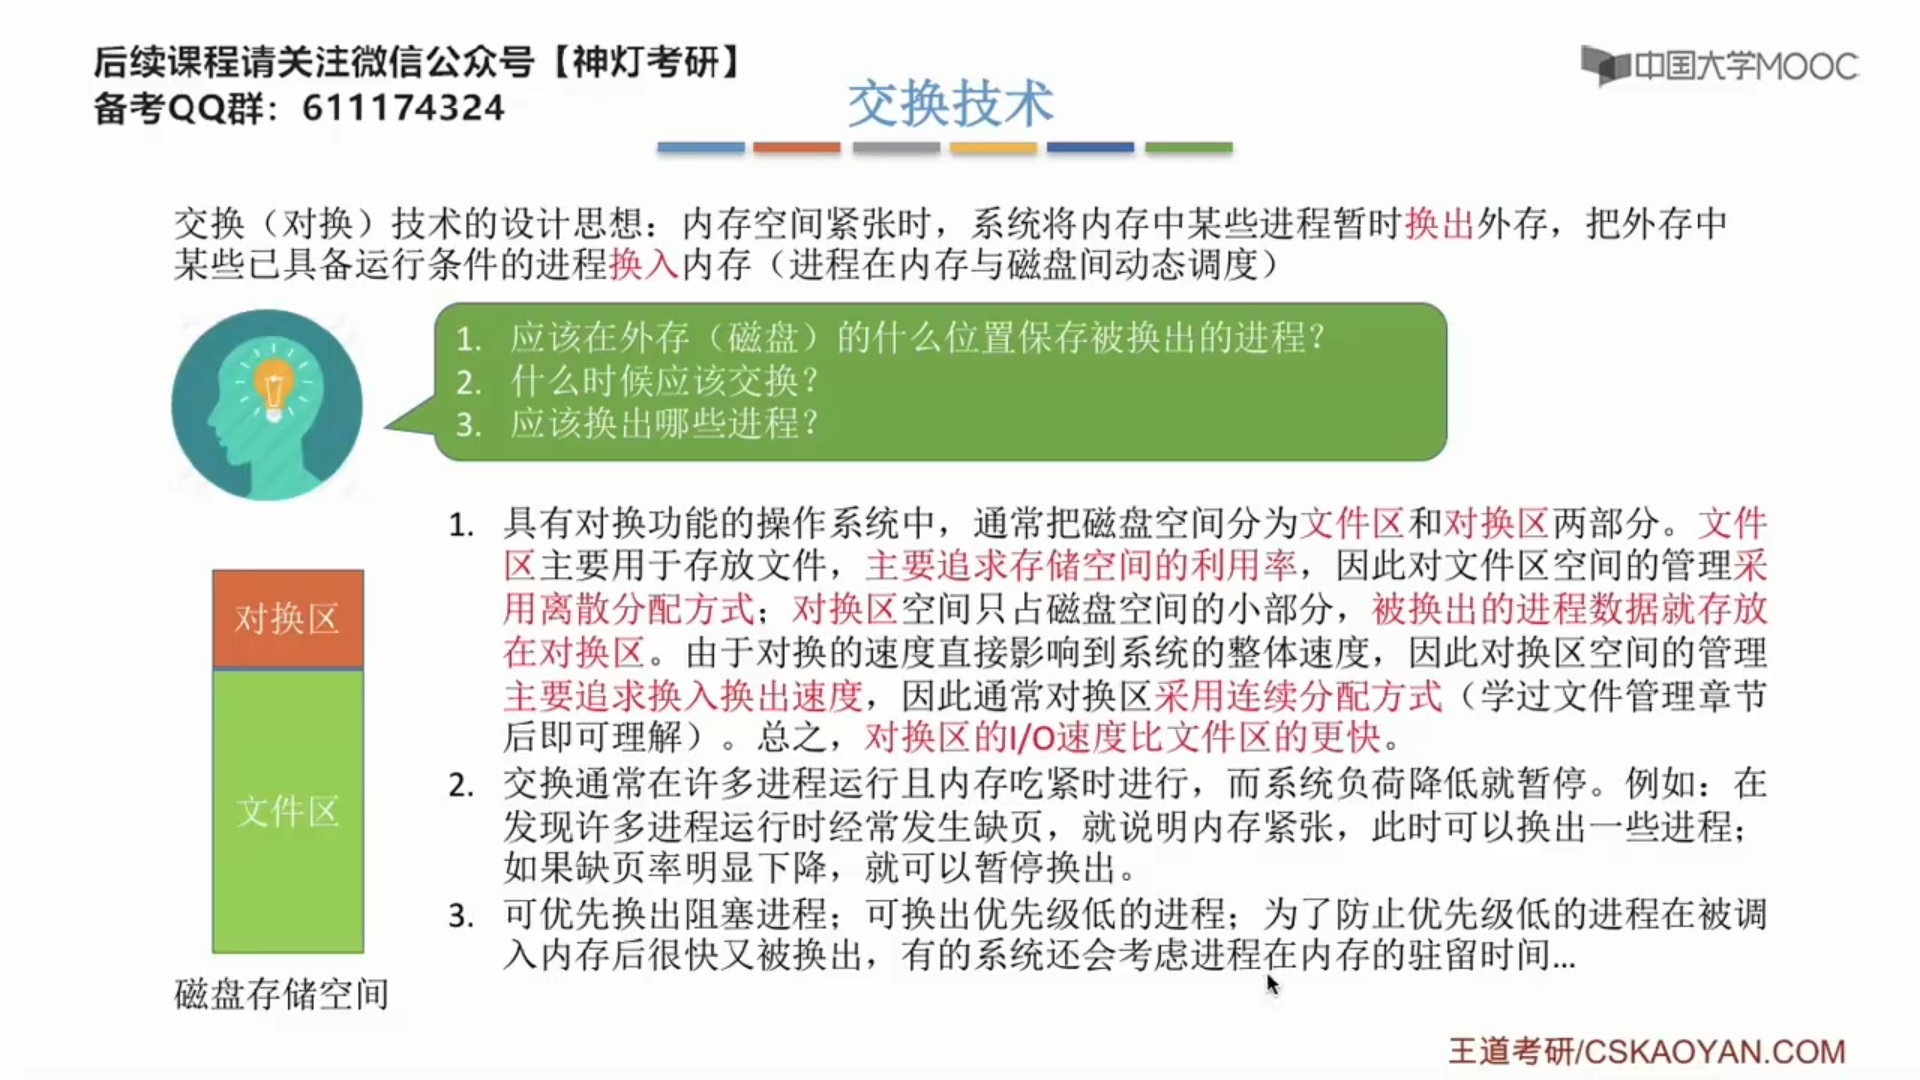 后续课程请关注微信公众号【神灯考研】
备考QQ群：611174324
中国大学MOOC
交换技术
交换（对换）技术的设计思想：内存空间紧张时，系统将内存中某些进程暂时换出外存，把外存中
某些已具备运行条件的进程换入内存（进程在内存与磁盘间动态调度）
1. 应该在外存（磁盘）的什么位置保存被换出的进程？
2. 什么时候应该交换？
3. 应该换出哪些进程？
1. 具有对换功能的操作系统中，通常把磁盘空间分为文件区和对换区两部分。文件
区主要用于存放文件，主要追求存储空间的利用率，因此对文件区空间的管理采
用离散分配方式；对换区空间只占磁盘空间的小部分，被换出的进程数据就存放
在对换区。由于对换的速度直接影响到系统的整体速度，因此对换区空间的管理
主要追求换入换出速度，因此通常对换区采用连续分配方式（学过文件管理章节
后即可理解）。总之，对换区的I/O速度比文件区的更快。
2. 交换通常在许多进程运行且内存吃紧时进行，而系统负荷降低就暂停。例如：在
发现许多进程运行时经常发生缺页，就说明内存紧张，此时可以换出一些进程；
如果缺页率明显下降，就可以暂停换出。
3. 可优先换出阻塞进程；可换出优先级低的进程；为了防止优先级低的进程在被调
入内存后很快又被换出，有的系统还会考虑进程在内存的驻留时间…
对换区
文件区
磁盘存储空间
王道考研/CSKAOYAN.COM